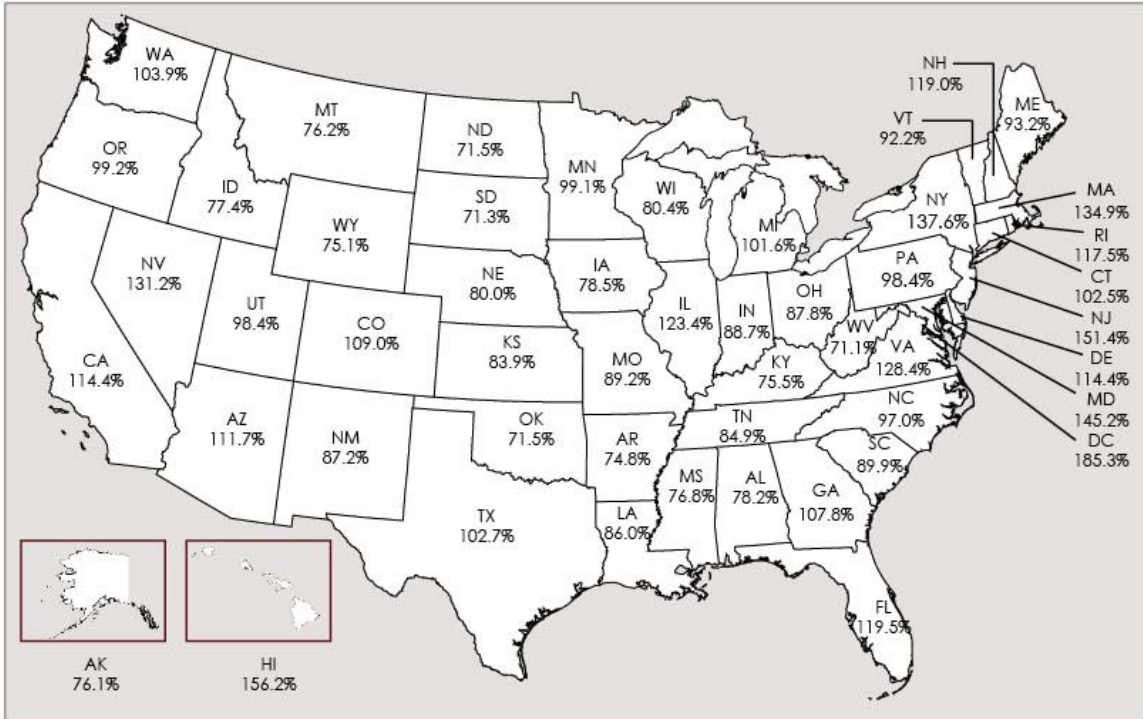 WA
103.9%
MT
76.2%
ND
71.5%
MN
99.1%
NH
119.0%
VT
92.2%
ME
93.2%
OR
99.2%
ID
77.4%
SD
71.3%
WI
80.4%
MI
101.6%
NY
137.6%
MA
134.9%
RI
117.5%
CT
102.5%
NJ
151.4%
DE
114.4%
MD
145.2%
DC
185.3%
WY
75.1%
NV
131.2%
UT
98.4%
CO
109.0%
NE
80.0%
IA
78.5%
IL
123.4%
IN
88.7%
OH
87.8%
PA
98.4%
WV
71.1%
VA
128.4%
CA
114.4%
KS
83.9%
MO
89.2%
KY
75.5%
NC
97.0%
TN
84.9%
SC
89.9%
AZ
111.7%
NM
87.2%
OK
71.5%
AR
74.8%
MS
76.8%
AL
78.2%
GA
107.8%
TX
102.7%
LA
86.0%
FL
119.5%
AK
76.1%
HI
156.2%